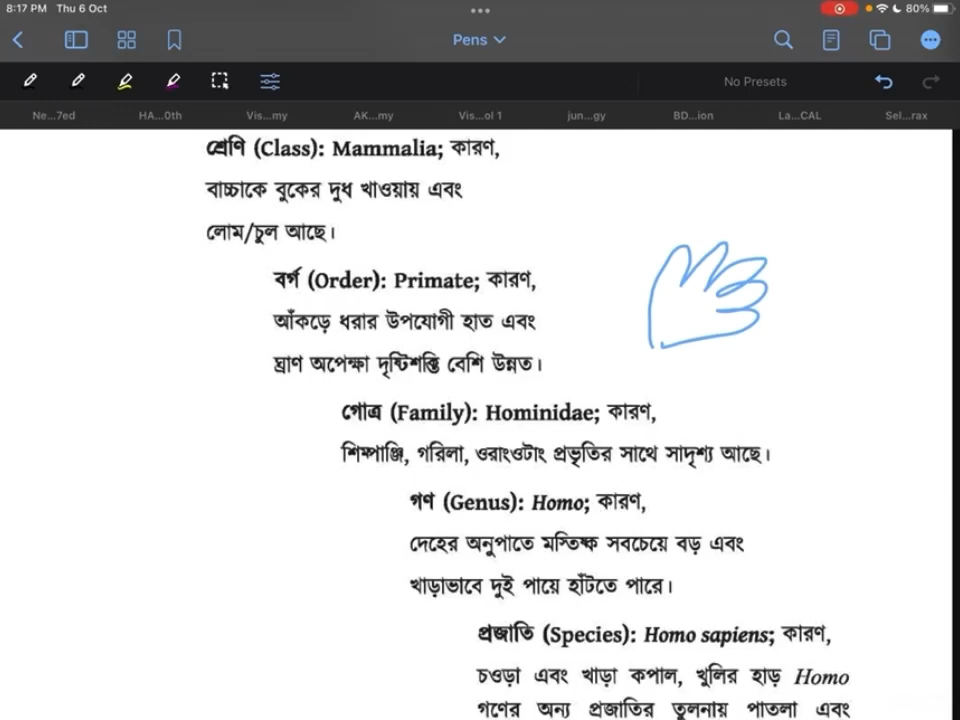 8:17 PM Thu 6 Oct
80%
Pens
No Presets
Ne...7ed HA...0th Vis...my AK...my Vis...ol 1 jun...gy BD...ion La...CAL Sel...rax
শ্রেণি (Class): Mammalia; কারণ,
বাচ্চাকে বুকের দুধ খাওয়ায় এবং
লোম/চুল আছে।
বর্গ (Order): Primate; কারণ,
আঁকড়ে ধরার উপযোগী হাত এবং
ঘ্রাণ অপেক্ষা দৃষ্টিশক্তি বেশি উন্নত।
গোত্র (Family): Hominidae; কারণ,
শিম্পাঞ্জি, গরিলা, ওরাংওটাং প্রভৃতির সাথে সাদৃশ্য আছে।
গণ (Genus): Homo; কারণ,
দেহের অনুপাতে মস্তিষ্ক সবচেয়ে বড় এবং
খাড়াভাবে দুই পায়ে হাঁটতে পারে।
প্রজাতি (Species): Homo sapiens; কারণ,
চওড়া এবং খাড়া কপাল, খুলির হাড় Homo
গণের অন্য প্রজাতির তুলনায় পাতলা এবং